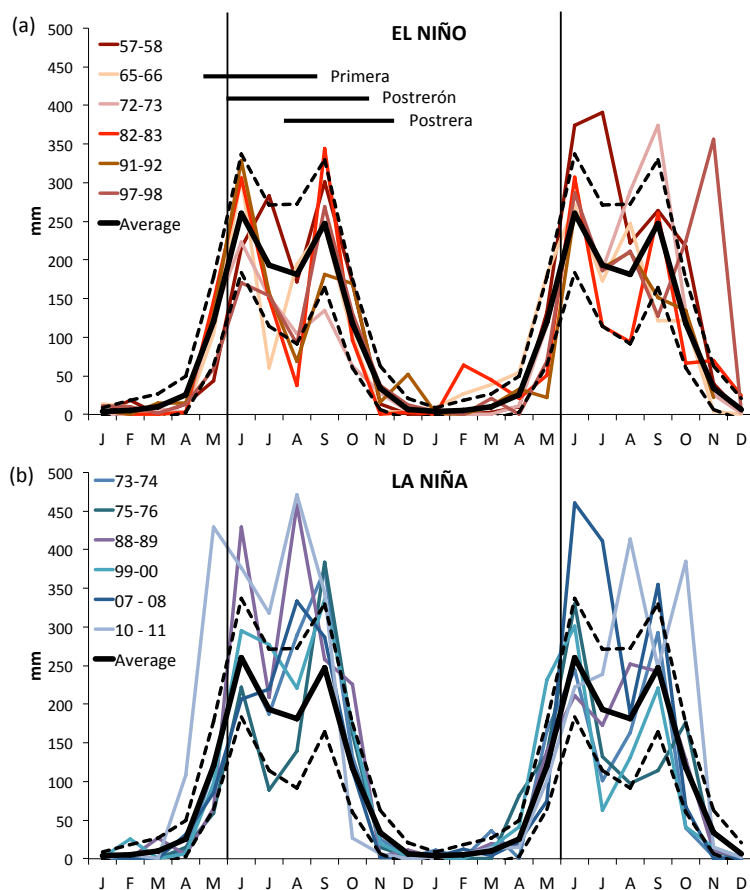 (a)
EL NIÑO
57-58
65-66
72-73
82-83
91-92
97-98
Average
Primera
Postrerón
Postrera
mm
500
450
400
350
300
250
200
150
100
50
0
J F M A M J J A S O N D J F M A M J J A S O N D
(b)
LA NIÑA
73-74
75-76
88-89
99-00
07 - 08
10 - 11
Average
mm
500
450
400
350
300
250
200
150
100
50
0
J F M A M J J A S O N D J F M A M J J A S O N D